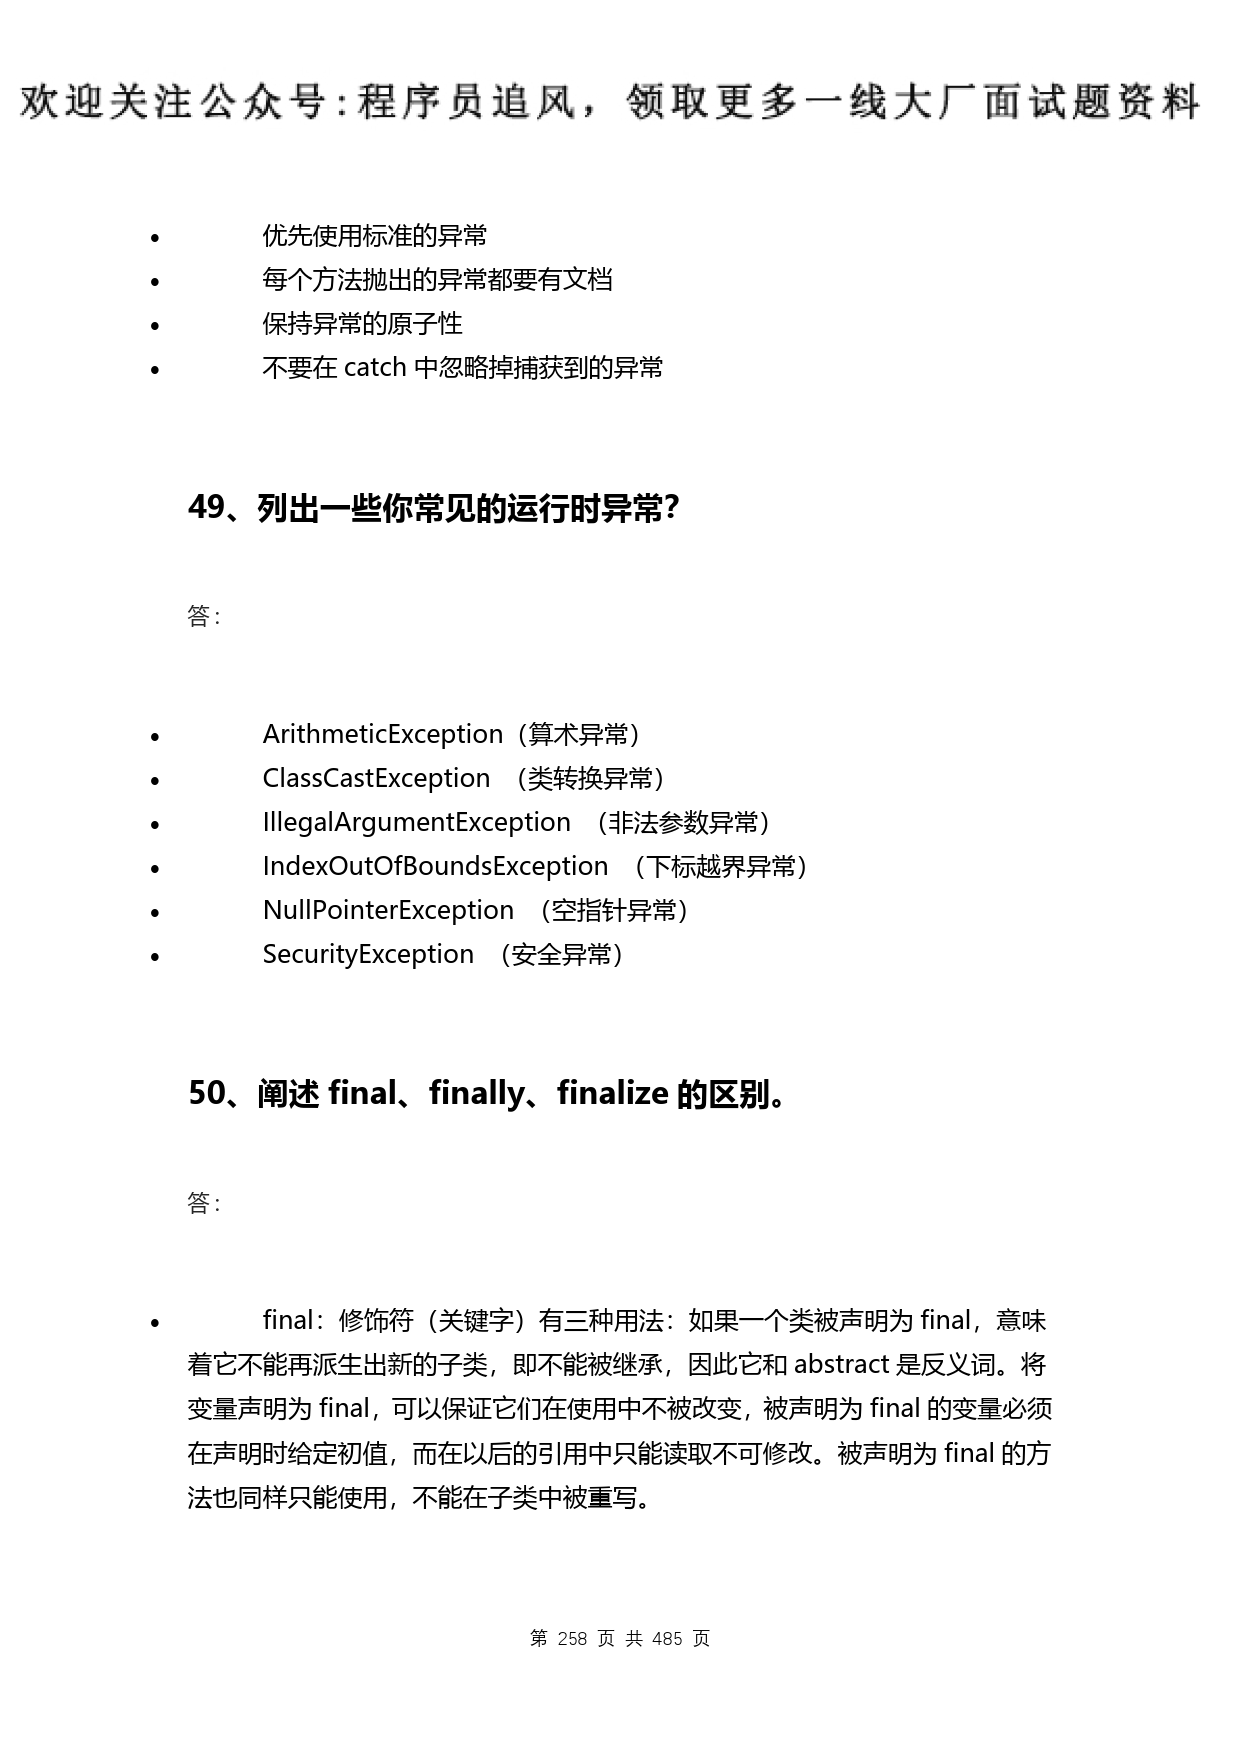 欢迎关注公众号:程序员追风，领取更多一线大厂面试题资料
• 优先使用标准的异常
• 每个方法抛出的异常都要有文档
• 保持异常的原子性
• 不要在 catch 中忽略掉捕获到的异常
49、列出一些你常见的运行时异常？
答：
• ArithmeticException（算术异常）
• ClassCastException （类转换异常）
• IllegalArgumentException （非法参数异常）
• IndexOutOfBoundsException （下标越界异常）
• NullPointerException （空指针异常）
• SecurityException （安全异常）
50、阐述 final、finally、finalize 的区别。
答：
• final：修饰符（关键字）有三种用法：如果一个类被声明为 final，意味
着它不能再派生出新的子类，即不能被继承，因此它和 abstract 是反义词。将
变量声明为 final，可以保证它们在使用中不被改变，被声明为 final 的变量必须
在声明时给定初值，而在以后的引用中只能读取不可修改。被声明为 final 的方
法也同样只能使用，不能在子类中被重写。
第 258 页 共 485 页